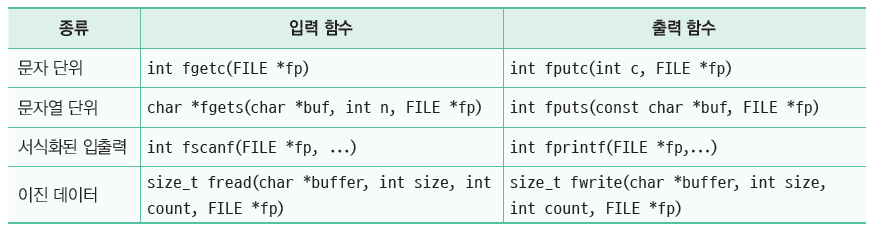 종류 입력 함수 출력 함수
문자 단위 int fgetc(FILE *fp) int fputc(int c, FILE *fp)
문자열 단위 char *fgets(char *buf, int n, FILE *fp) int fputs(const char *buf, FILE *fp)
서식화된 입출력 int fscanf(FILE *fp, ...) int fprintf(FILE *fp,...)
이진 데이터 size_t fread(char *buffer, int size, int size_t fwrite(char *buffer, int size,
count, FILE *fp) int count, FILE *fp)